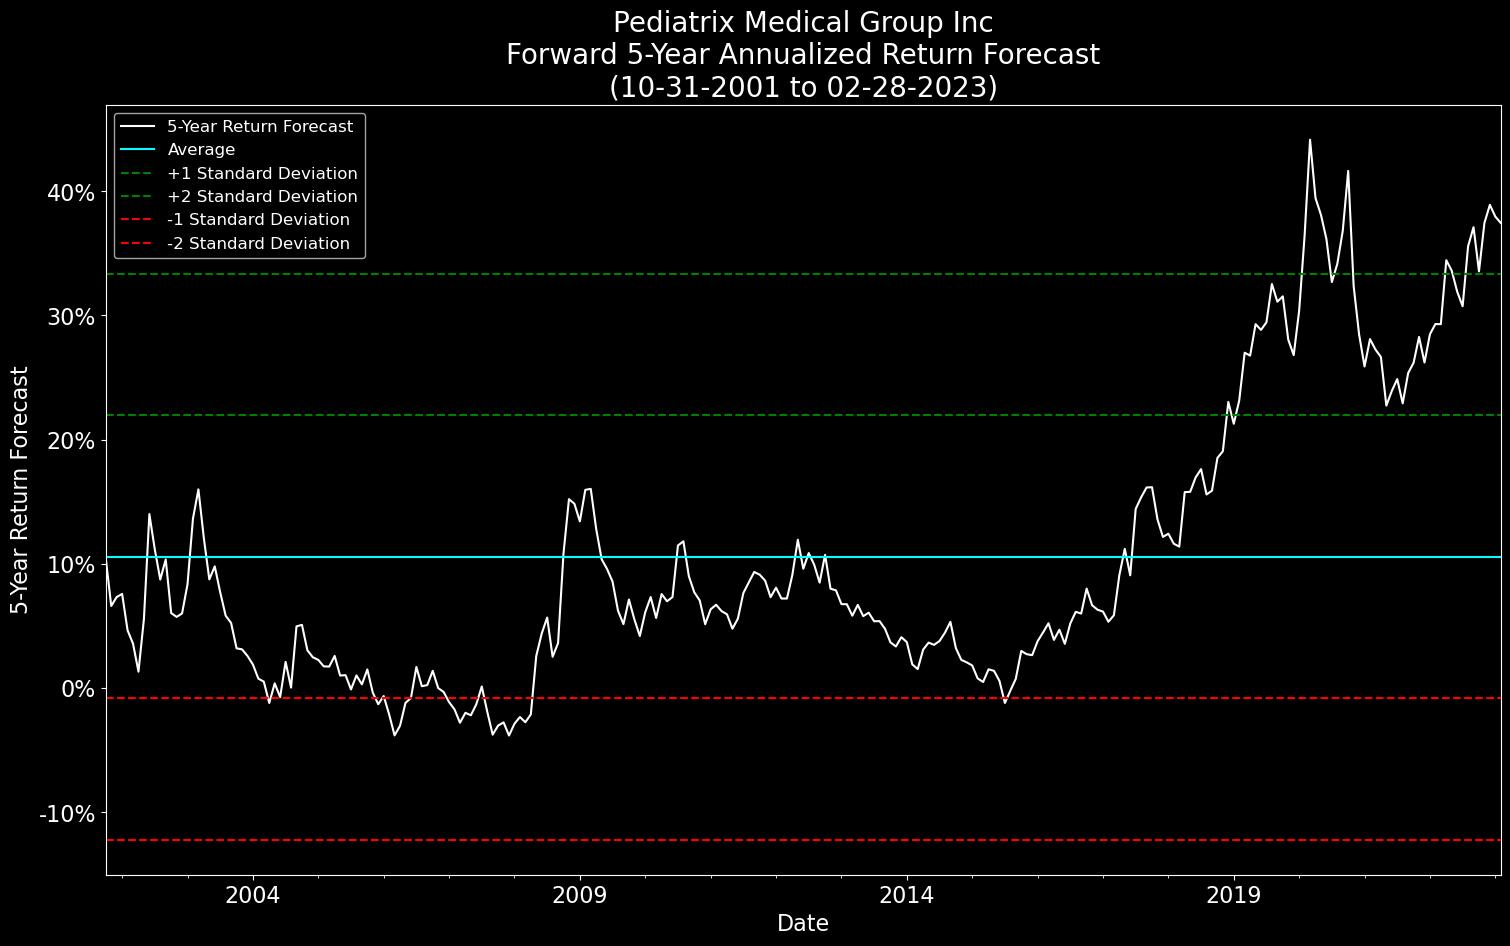 Pediatrix Medical Group Inc
Forward 5-Year Annualized Return Forecast
(10-31-2001 to 02-28-2023)
5-Year Return Forecast
Average
+1 Standard Deviation
+2 Standard Deviation
-1 Standard Deviation
-2 Standard Deviation
40%
30%
20%
10%
0%
-10%
5-Year Return Forecast
2004
2009
2014
2019
Date